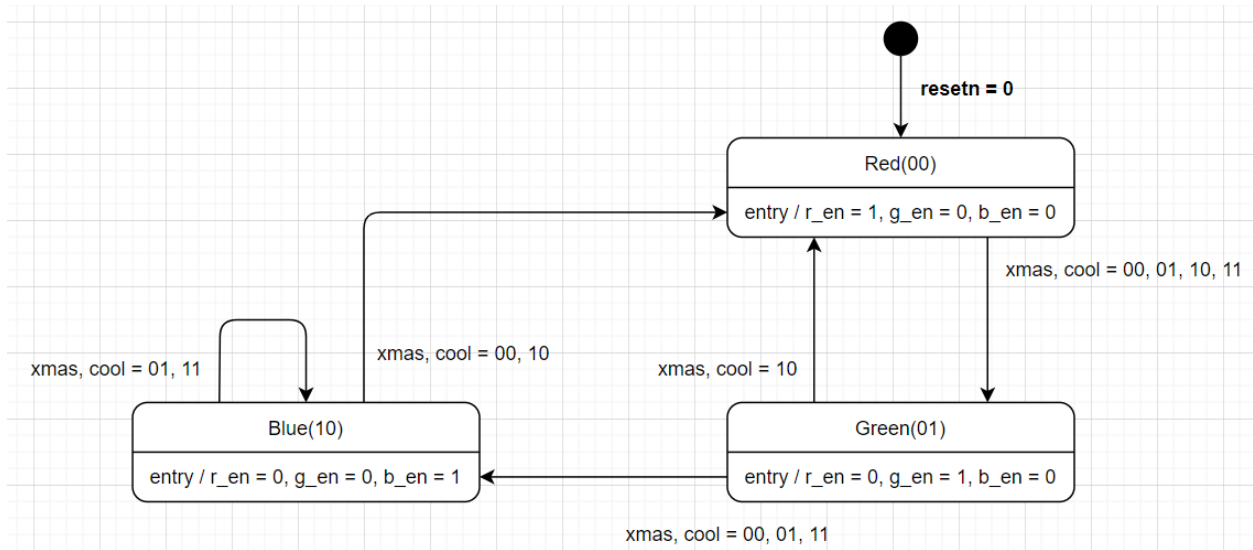 resetn = 0
Red(00)
entry / r_en = 1, g_en = 0, b_en = 0
xmas, cool = 00, 01, 10, 11
xmas, cool = 00, 10
xmas, cool = 01, 11
xmas, cool = 10
Blue(10)
entry / r_en = 0, g_en = 0, b_en = 1
Green(01)
entry / r_en = 0, g_en = 1, b_en = 0
xmas, cool = 00, 01, 11